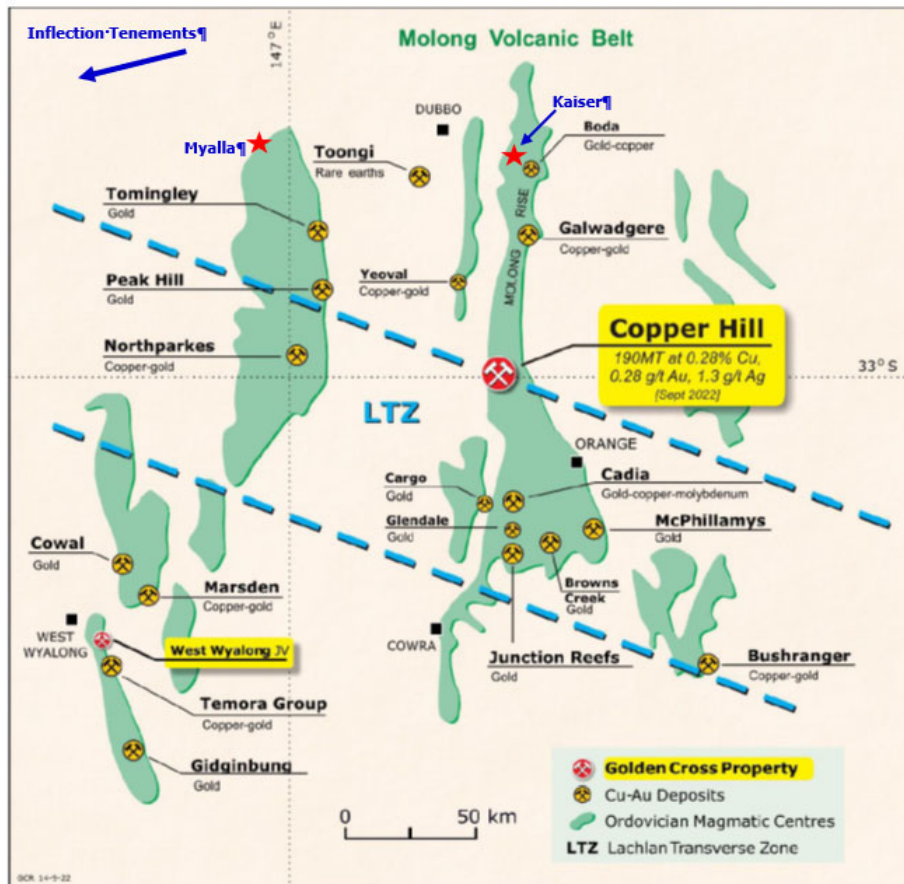 Inflection·Tenements¶
147° E
Molong Volcanic Belt
Kaiser¶
DUBBO
Boda
Gold-copper
Myalla¶
Toongi
Rare earths
Tomingley
Gold
MOLONG RISE
Galwadgere
Copper-gold
Peak Hill
Gold
Yeoval
Copper-gold
Copper Hill
190MT at 0.28% Cu,
0.28 g/t Au, 1.3 g/t Ag
[Sept 2022]
Northparkes
Copper-gold
33° S
LTZ
ORANGE
Cargo
Gold
Cadia
Gold-copper-molybdenum
Glendale
Gold
McPhillamys
Gold
Cowal
Gold
Marsden
Copper-gold
Browns
Creek
Gold
WEST
WYALONG
West Wyalong JV
COWRA
Junction Reefs
Gold
Bushranger
Copper-gold
Temora Group
Copper-gold
Gidginbung
Gold
Golden Cross Property
Cu-Au Deposits
Ordovician Magmatic Centres
LTZ Lachlan Transverse Zone
0 50 km
GCR 14-9-22